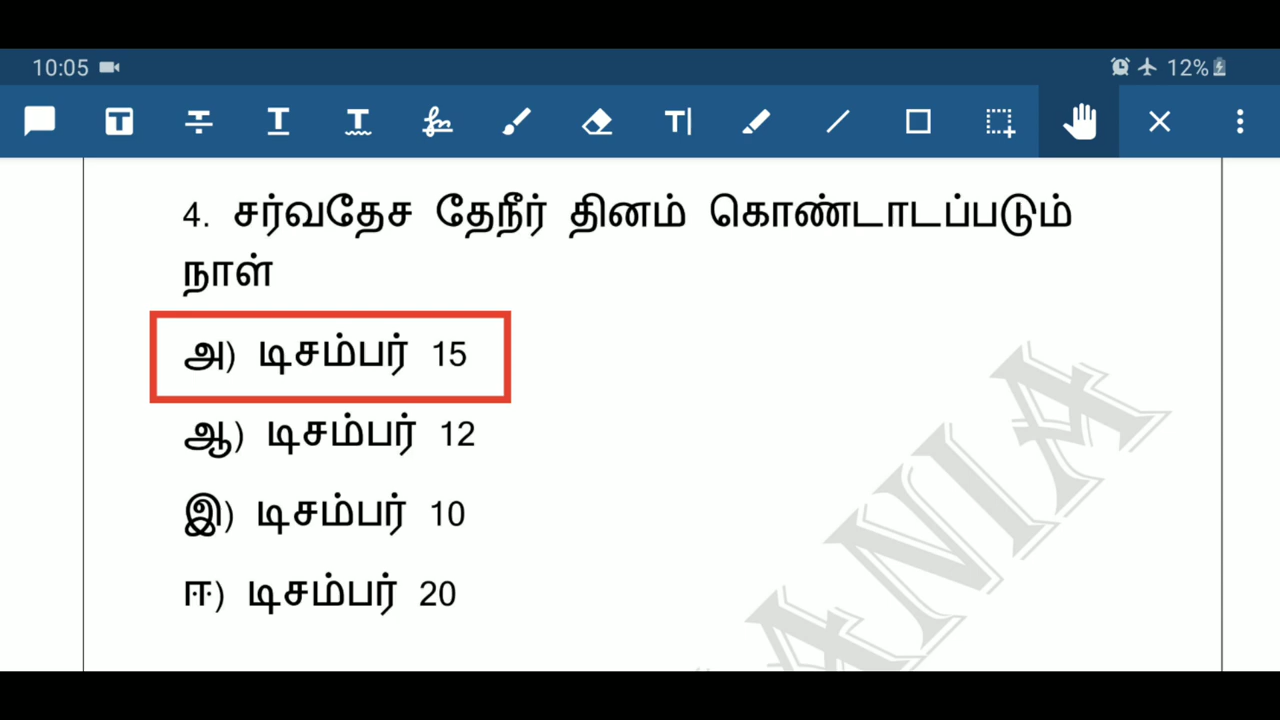 10:05
12%
4. சர்வதேச தேநீர் தினம் கொண்டாடப்படும்
நாள்
அ) டிசம்பர் 15
ஆ) டிசம்பர் 12
இ) டிசம்பர் 10
ஈ) டிசம்பர் 20
ANIA